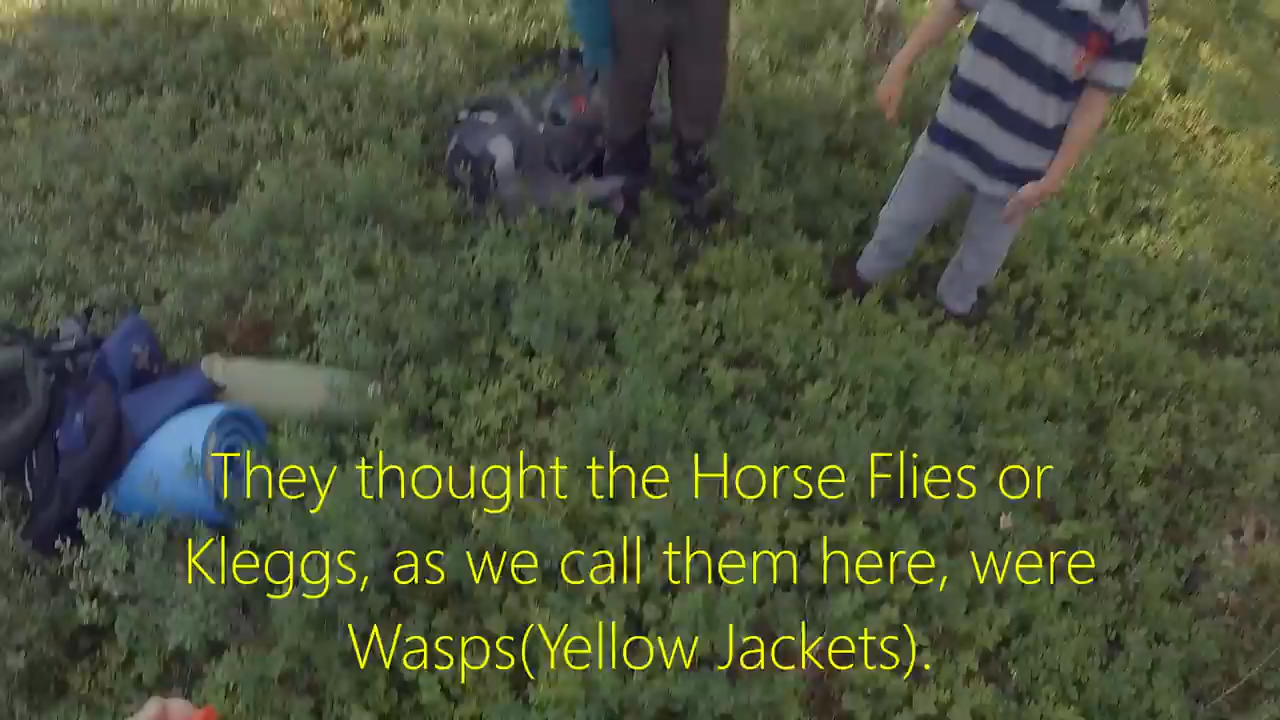 They thought the Horse Flies or
Kleggs, as we call them here, were
Wasps(Yellow Jackets).